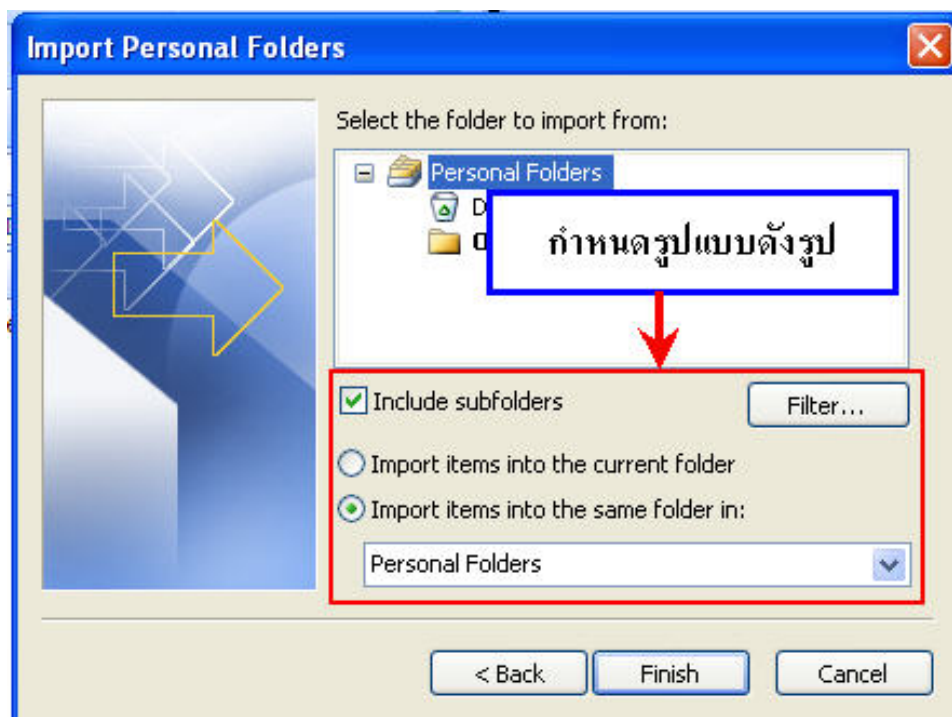 Import Personal Folders
Select the folder to import from:
Personal Folders
กำหนดรูปแบบดังรูป
Include subfolders
Filter...
Import items into the current folder
Import items into the same folder in:
Personal Folders
< Back
Finish
Cancel